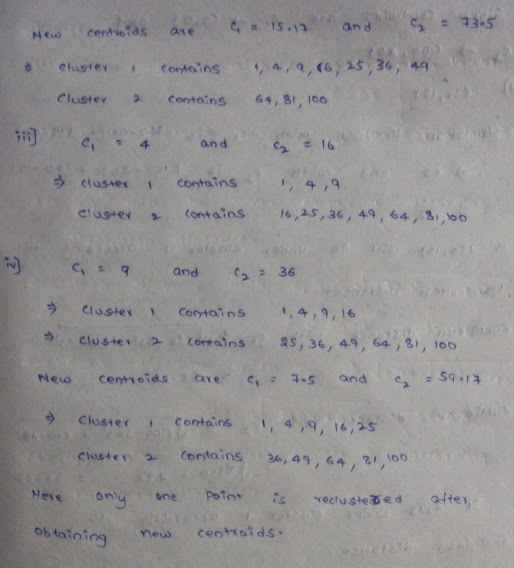 New centroids are C₁ = 15.17 and C₂ = 73.5
⇒ cluster 1 contains 1, 4, 9, 16, 25, 36, 49
Cluster 2 contains 64, 81, 100
iii] C₁ = 4 and C₂ = 16
⇒ cluster 1 contains 1, 4, 9
cluster 2 contains 16, 25, 36, 49, 64, 81, 100
iv] C₁ = 9 and C₂ = 36
⇒ cluster 1 contains 1, 4, 9, 16
⇒ cluster 2 contains 25, 36, 49, 64, 81, 100
New centroids are C₁ = 7.5 and C₂ = 59.17
⇒ cluster 1 contains 1, 4, 9, 16, 25
cluster 2 contains 36, 49, 64, 81, 100
Here only one point is reclustered after,
obtaining new centroids.